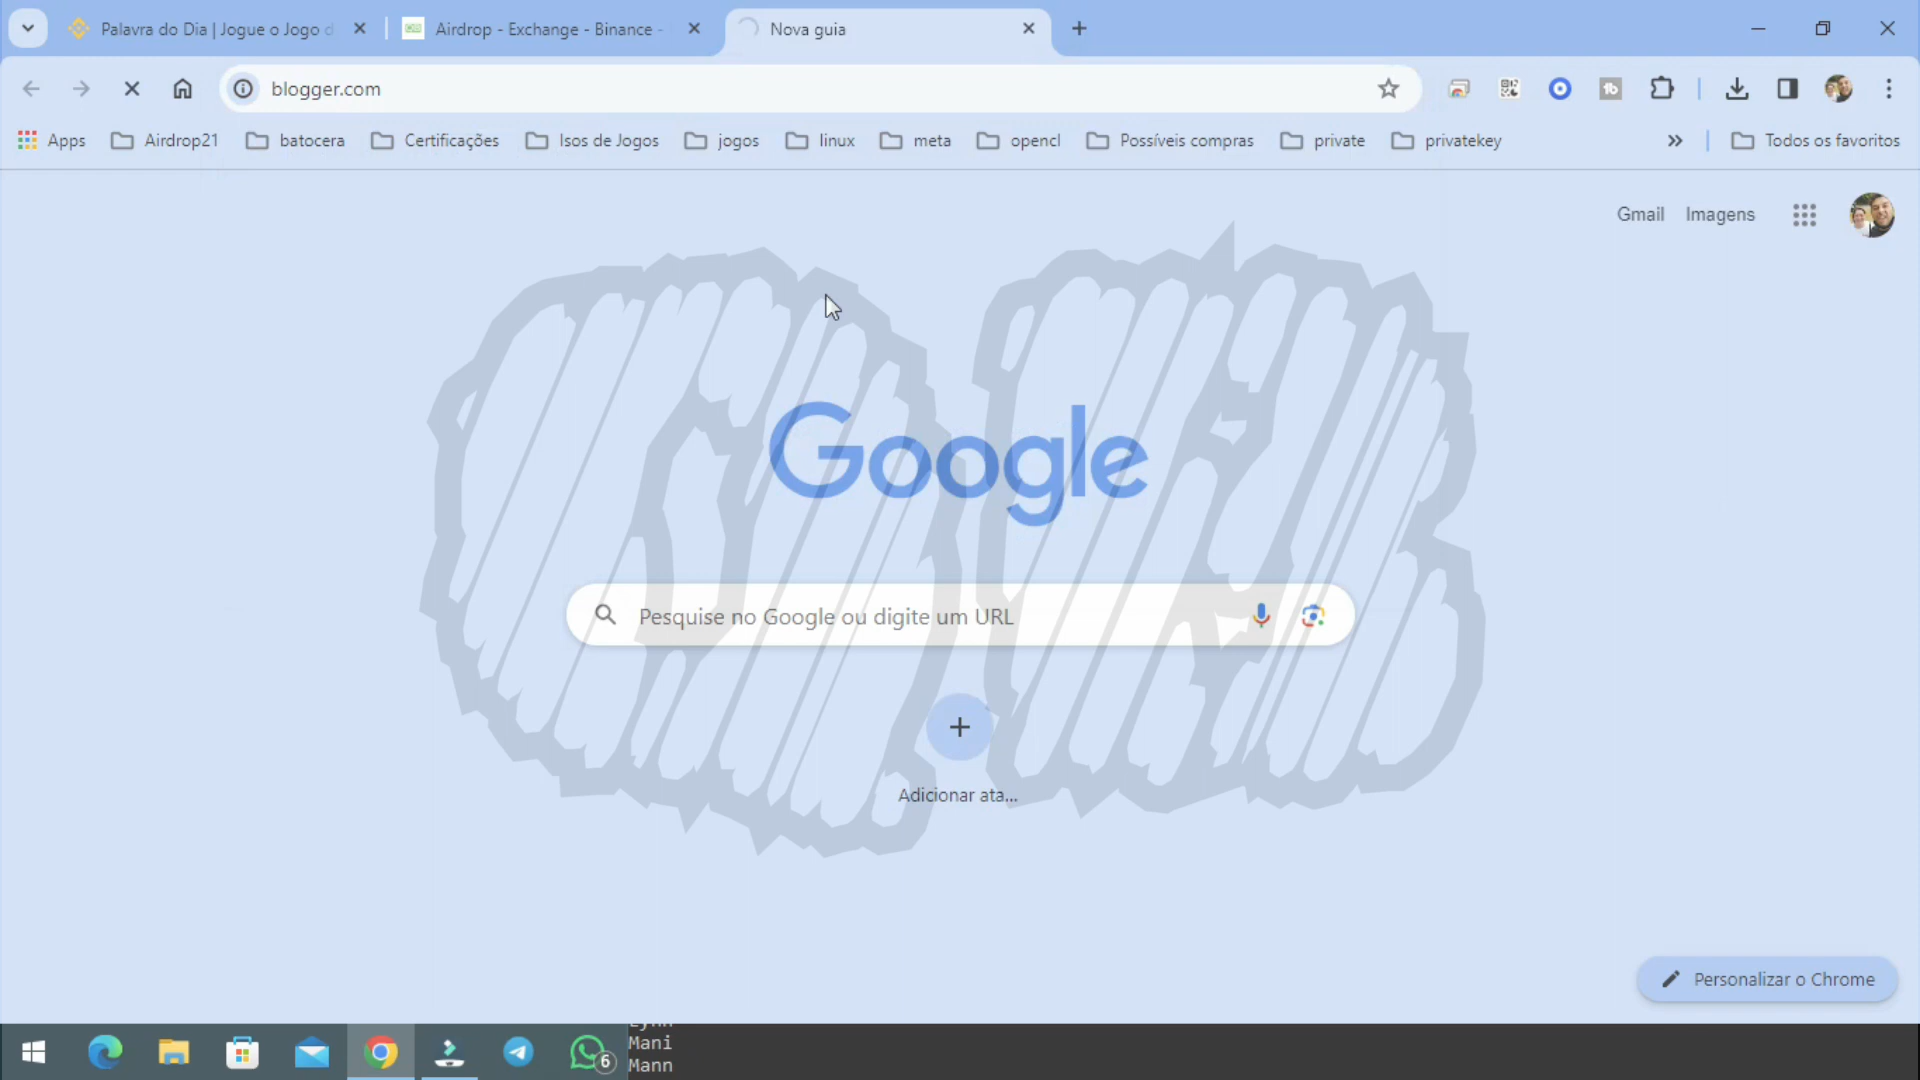 Palavra do Dia | Jogue o Jogo d
Airdrop - Exchange - Binance -
Nova guia
blogger.com
Apps
Airdrop21
batocera
Certificações
Isos de Jogos
jogos
linux
meta
opencl
Possíveis compras
private
privatekey
Todos os favoritos
Gmail
Imagens
Google
Pesquise no Google ou digite um URL
Adicionar ata...
Personalizar o Chrome
6
Mani
Mann